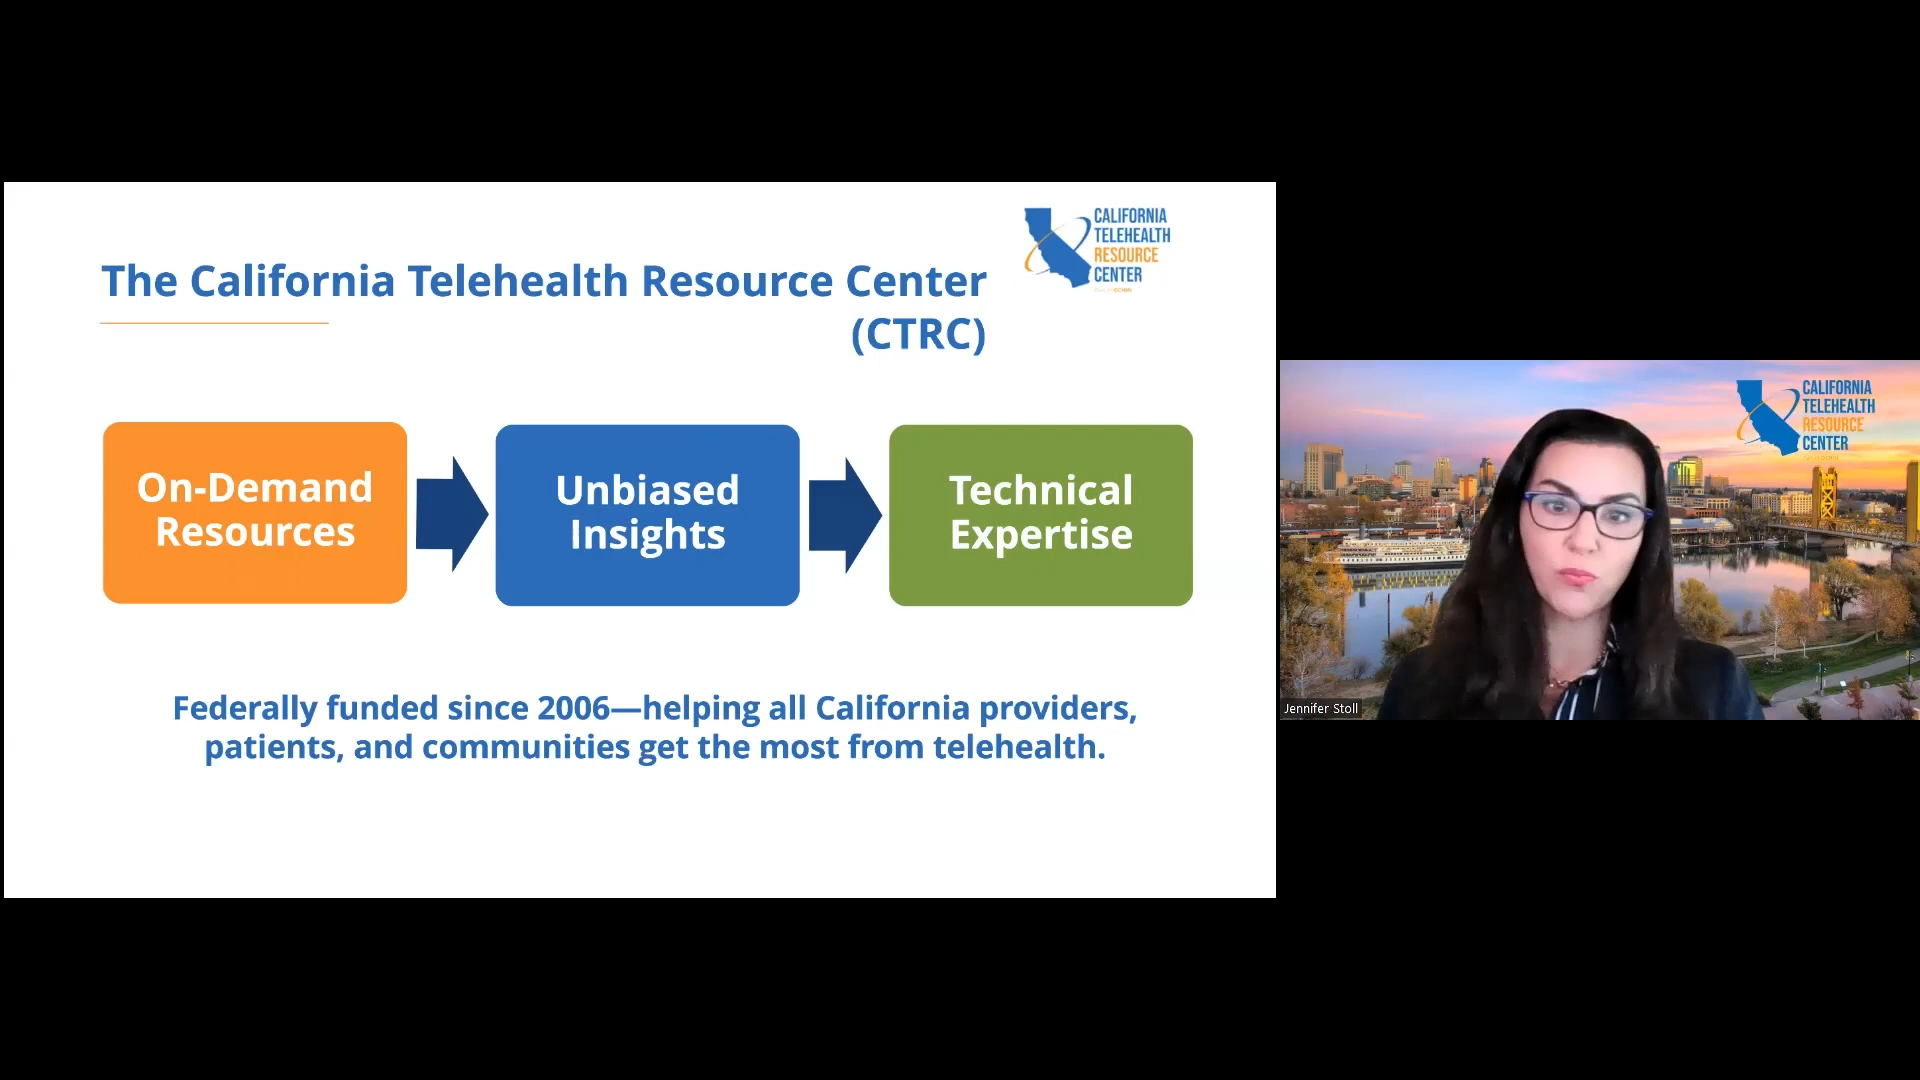 The California Telehealth Resource Center
(CTRC)
CALIFORNIA
TELEHEALTH
RESOURCE
CENTER
On-Demand
Resources
Unbiased
Insights
Technical
Expertise
Federally funded since 2006—helping all California providers,
patients, and communities get the most from telehealth.
CALIFORNIA
TELEHEALTH
RESOURCE
CENTER
Jennifer Stoll